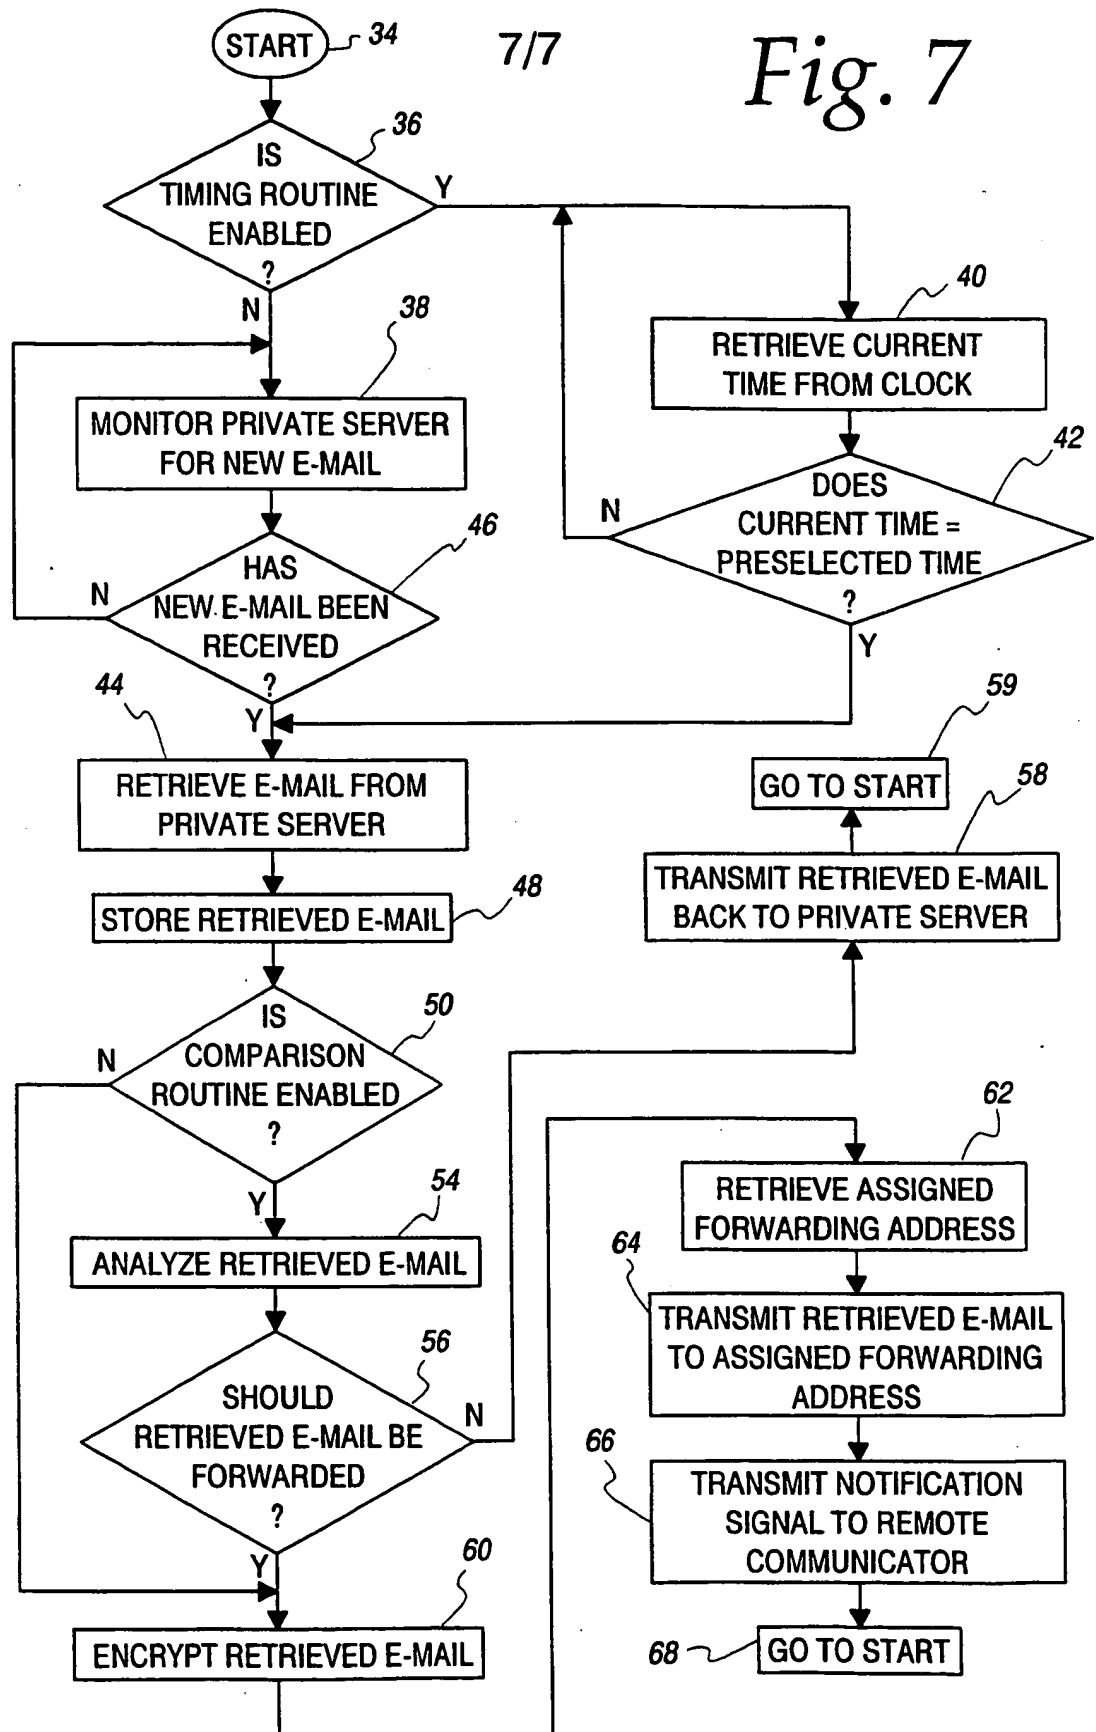 START
34
7/7
Fig. 7
36
IS
TIMING ROUTINE
ENABLED
?
Y
N
38
MONITOR PRIVATE SERVER
FOR NEW E-MAIL
40
RETRIEVE CURRENT
TIME FROM CLOCK
42
DOES
CURRENT TIME =
PRESELECTED TIME
?
N
Y
46
HAS
NEW E-MAIL BEEN
RECEIVED
?
N
Y
44
RETRIEVE E-MAIL FROM
PRIVATE SERVER
59
GO TO START
58
TRANSMIT RETRIEVED E-MAIL
BACK TO PRIVATE SERVER
STORE RETRIEVED E-MAIL
48
50
IS
COMPARISON
ROUTINE ENABLED
?
N
Y
54
ANALYZE RETRIEVED E-MAIL
56
SHOULD
RETRIEVED E-MAIL BE
FORWARDED
?
N
Y
60
ENCRYPT RETRIEVED E-MAIL
62
RETRIEVE ASSIGNED
FORWARDING ADDRESS
64
TRANSMIT RETRIEVED E-MAIL
TO ASSIGNED FORWARDING
ADDRESS
66
TRANSMIT NOTIFICATION
SIGNAL TO REMOTE
COMMUNICATOR
68
GO TO START